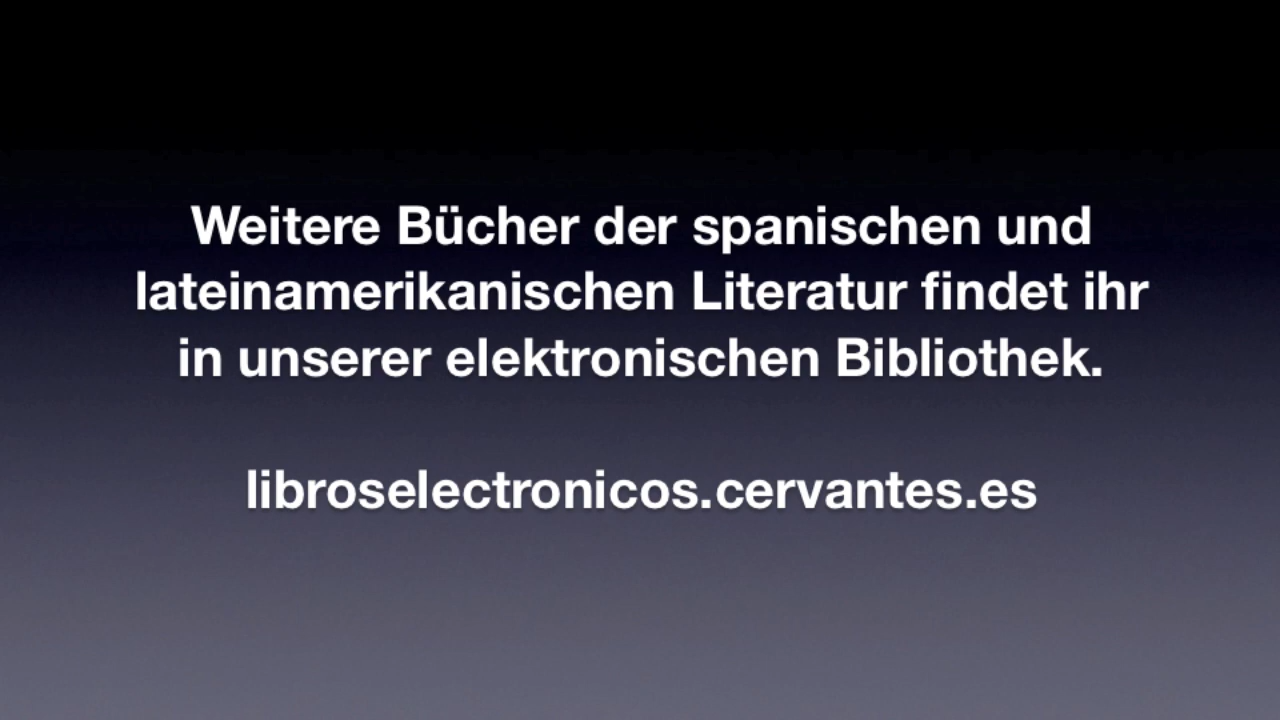 Weitere Bücher der spanischen und
lateinamerikanischen Literatur findet ihr
in unserer elektronischen Bibliothek.
libroselectronicos.cervantes.es